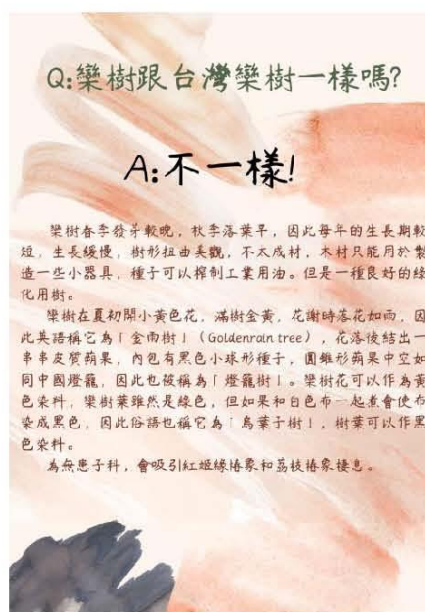 Q:欒樹跟台灣欒樹一樣嗎?
A:不一樣!
欒樹春季發芽較晚，秋季落葉早，因此每年的生長期較
短，生長緩慢，樹形扭曲美觀，不太成材，木材只能用於製
造一些小器具，種子可以榨制工業用油。但是一種良好的綠
化用樹。
欒樹在夏初開小黃色花，滿樹金黃，花謝時落花如雨，因
此英語稱它為「金雨樹」（Goldenrain tree），花落後結出一
串串皮質蒴果，內包有黑色小球形種子，圓錐形蒴果中空如
同中國燈籠，因此也被稱為「燈籠樹」。欒樹花可以作為黃
色染料，欒樹葉雖然是綠色，但如果和白色布一起煮會使布
染成黑色，因此俗語也稱它為「烏葉子樹」，樹葉可以作黑
色染料。
為無患子科，會吸引紅姬緣椿象和荔枝椿象棲息。